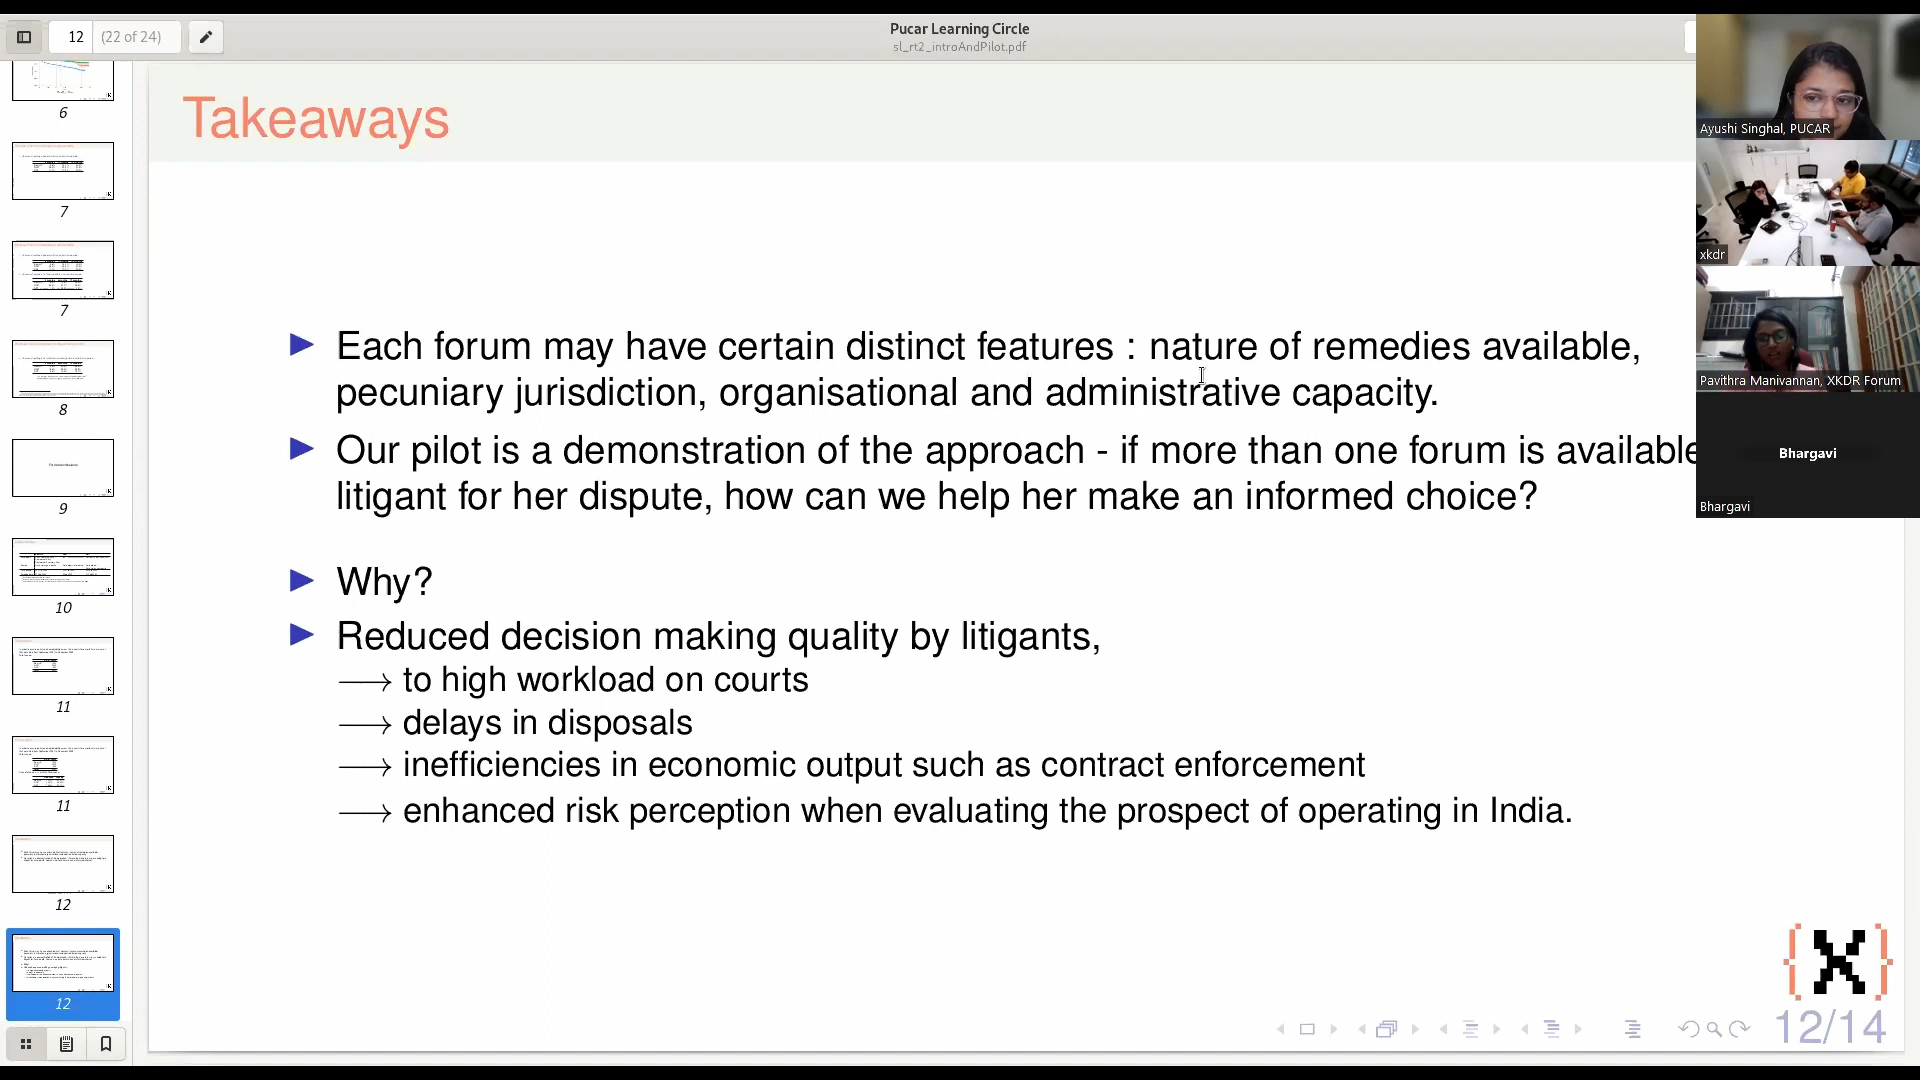 12
(22 of 24)
Pucar Learning Circle
sl_rt2_introAndPilot.pdf
6
7
7
8
9
10
11
11
12
12
Takeaways
Each forum may have certain distinct features : nature of remedies available,
pecuniary jurisdiction, organisational and administrative capacity.
Our pilot is a demonstration of the approach - if more than one forum is available
litigant for her dispute, how can we help her make an informed choice?
Why?
Reduced decision making quality by litigants,
⟶ to high workload on courts
⟶ delays in disposals
⟶ inefficiencies in economic output such as contract enforcement
⟶ enhanced risk perception when evaluating the prospect of operating in India.
{X}
12/14
Ayushi Singhal, PUCAR
xkdr
Pavithra Manivannan, XKDR Forum
Bhargavi
Bhargavi